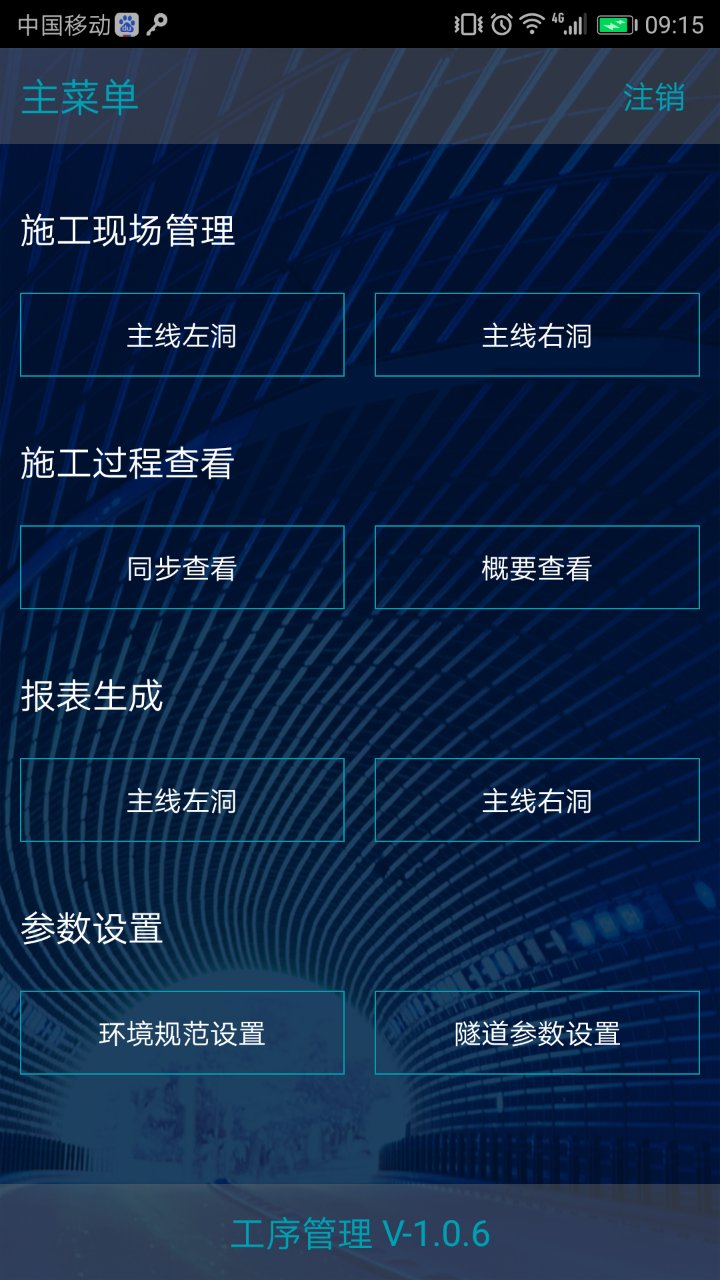 中国移动 4G 09:15
主菜单 注销
施工现场管理
主线左洞 主线右洞
施工过程查看
同步查看 概要查看
报表生成
主线左洞 主线右洞
参数设置
环境规范设置 隧道参数设置
工序管理 V-1.0.6